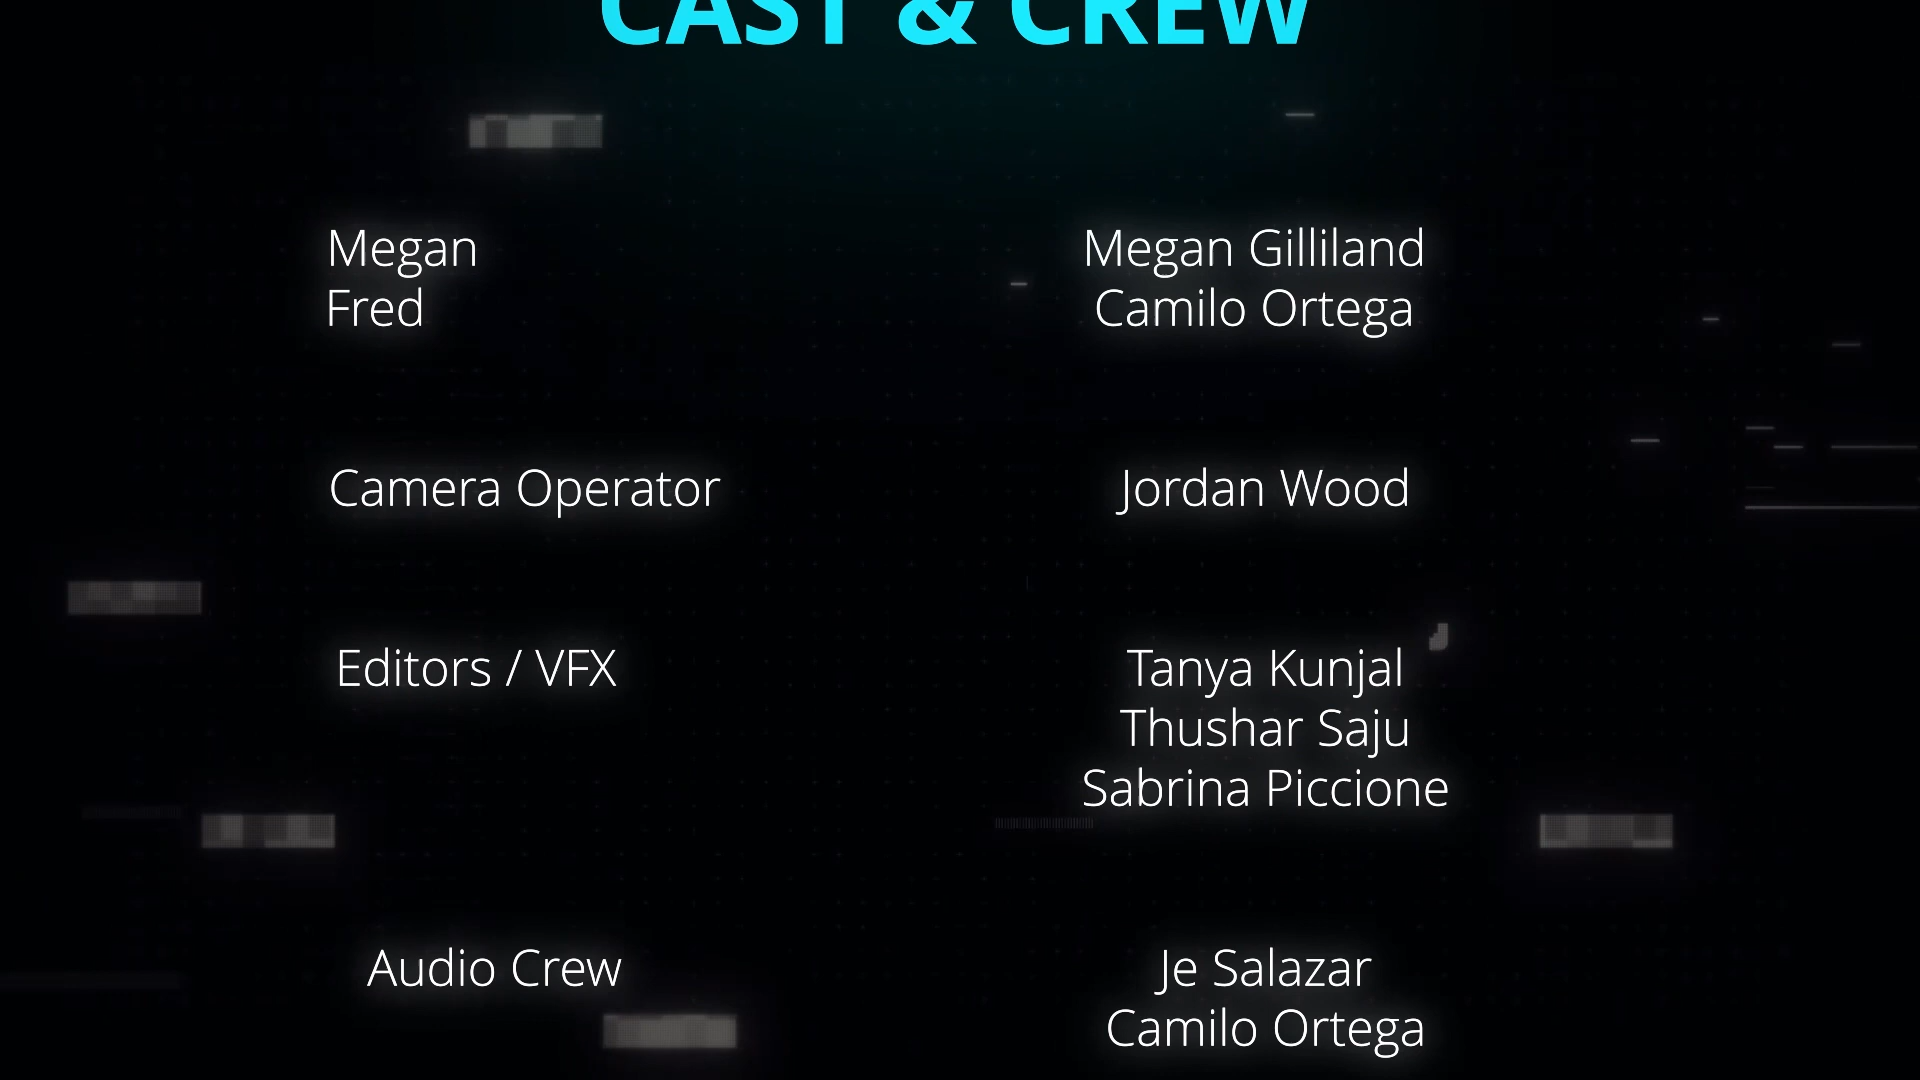 CAST & CREW
Megan Megan Gilliland
Fred Camilo Ortega
Camera Operator Jordan Wood
Editors / VFX Tanya Kunjal
Thushar Saju
Sabrina Piccione
Audio Crew Je Salazar
Camilo Ortega